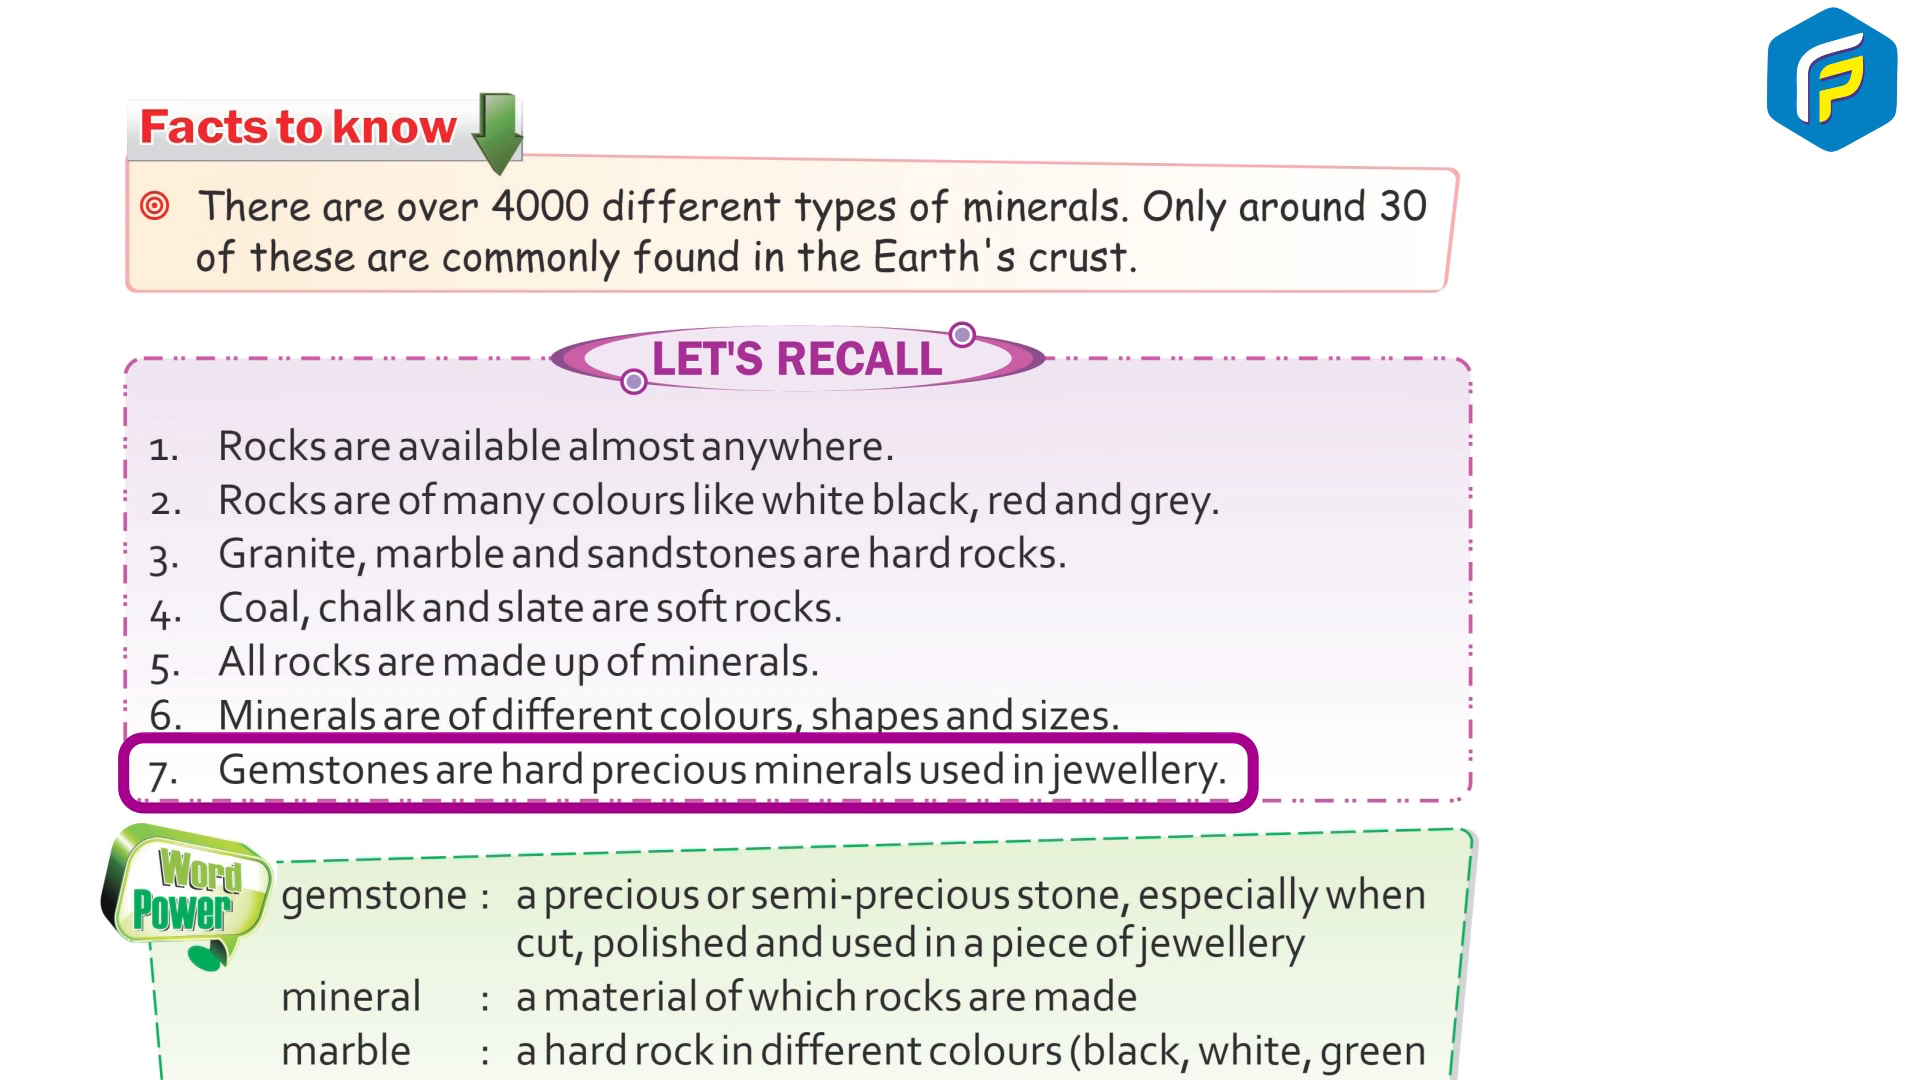 Facts to know
There are over 4000 different types of minerals. Only around 30
of these are commonly found in the Earth's crust.
LET'S RECALL
1. Rocks are available almost anywhere.
2. Rocks are of many colours like white black, red and grey.
3. Granite, marble and sandstones are hard rocks.
4. Coal, chalk and slate are soft rocks.
5. All rocks are made up of minerals.
6. Minerals are of different colours, shapes and sizes.
7. Gemstones are hard precious minerals used in jewellery.
Word
Power
gemstone : a precious or semi-precious stone, especially when
cut, polished and used in a piece of jewellery
mineral : a material of which rocks are made
marble : a hard rock in different colours (black, white, green